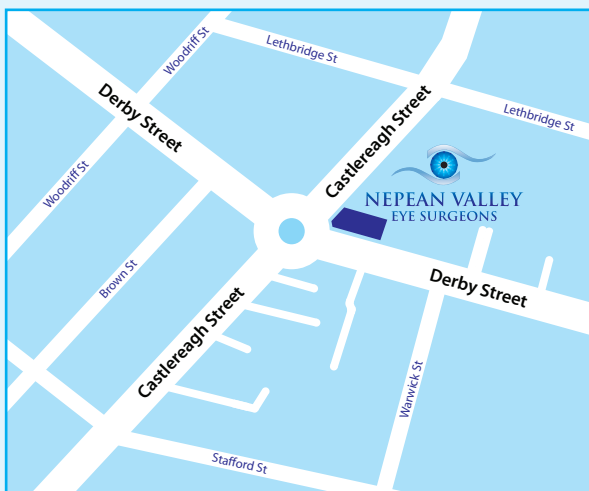 Woodriff St
Lethbridge St
Derby Street
Castlereagh Street
Lethbridge St
Woodriff St
NEPEAN VALLEY
EYE SURGEONS
Brown St
Derby Street
Castlereagh Street
Warwick St
Stafford St